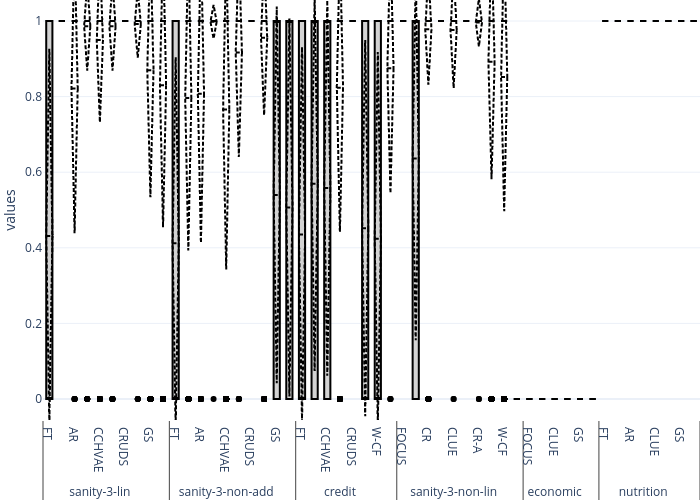 1
0.8
0.6
0.4
0.2
0
values
FT
AR
CCHVAE
CRUDS
GS
FT
AR
CCHVAE
CRUDS
GS
FT
CCHVAE
CRUDS
W-CF
FOCUS
CR
CLUE
CR-A
W-CF
FOCUS
CLUE
GS
FT
AR
CLUE
GS
sanity-3-lin
sanity-3-non-add
credit
sanity-3-non-lin
economic
nutrition